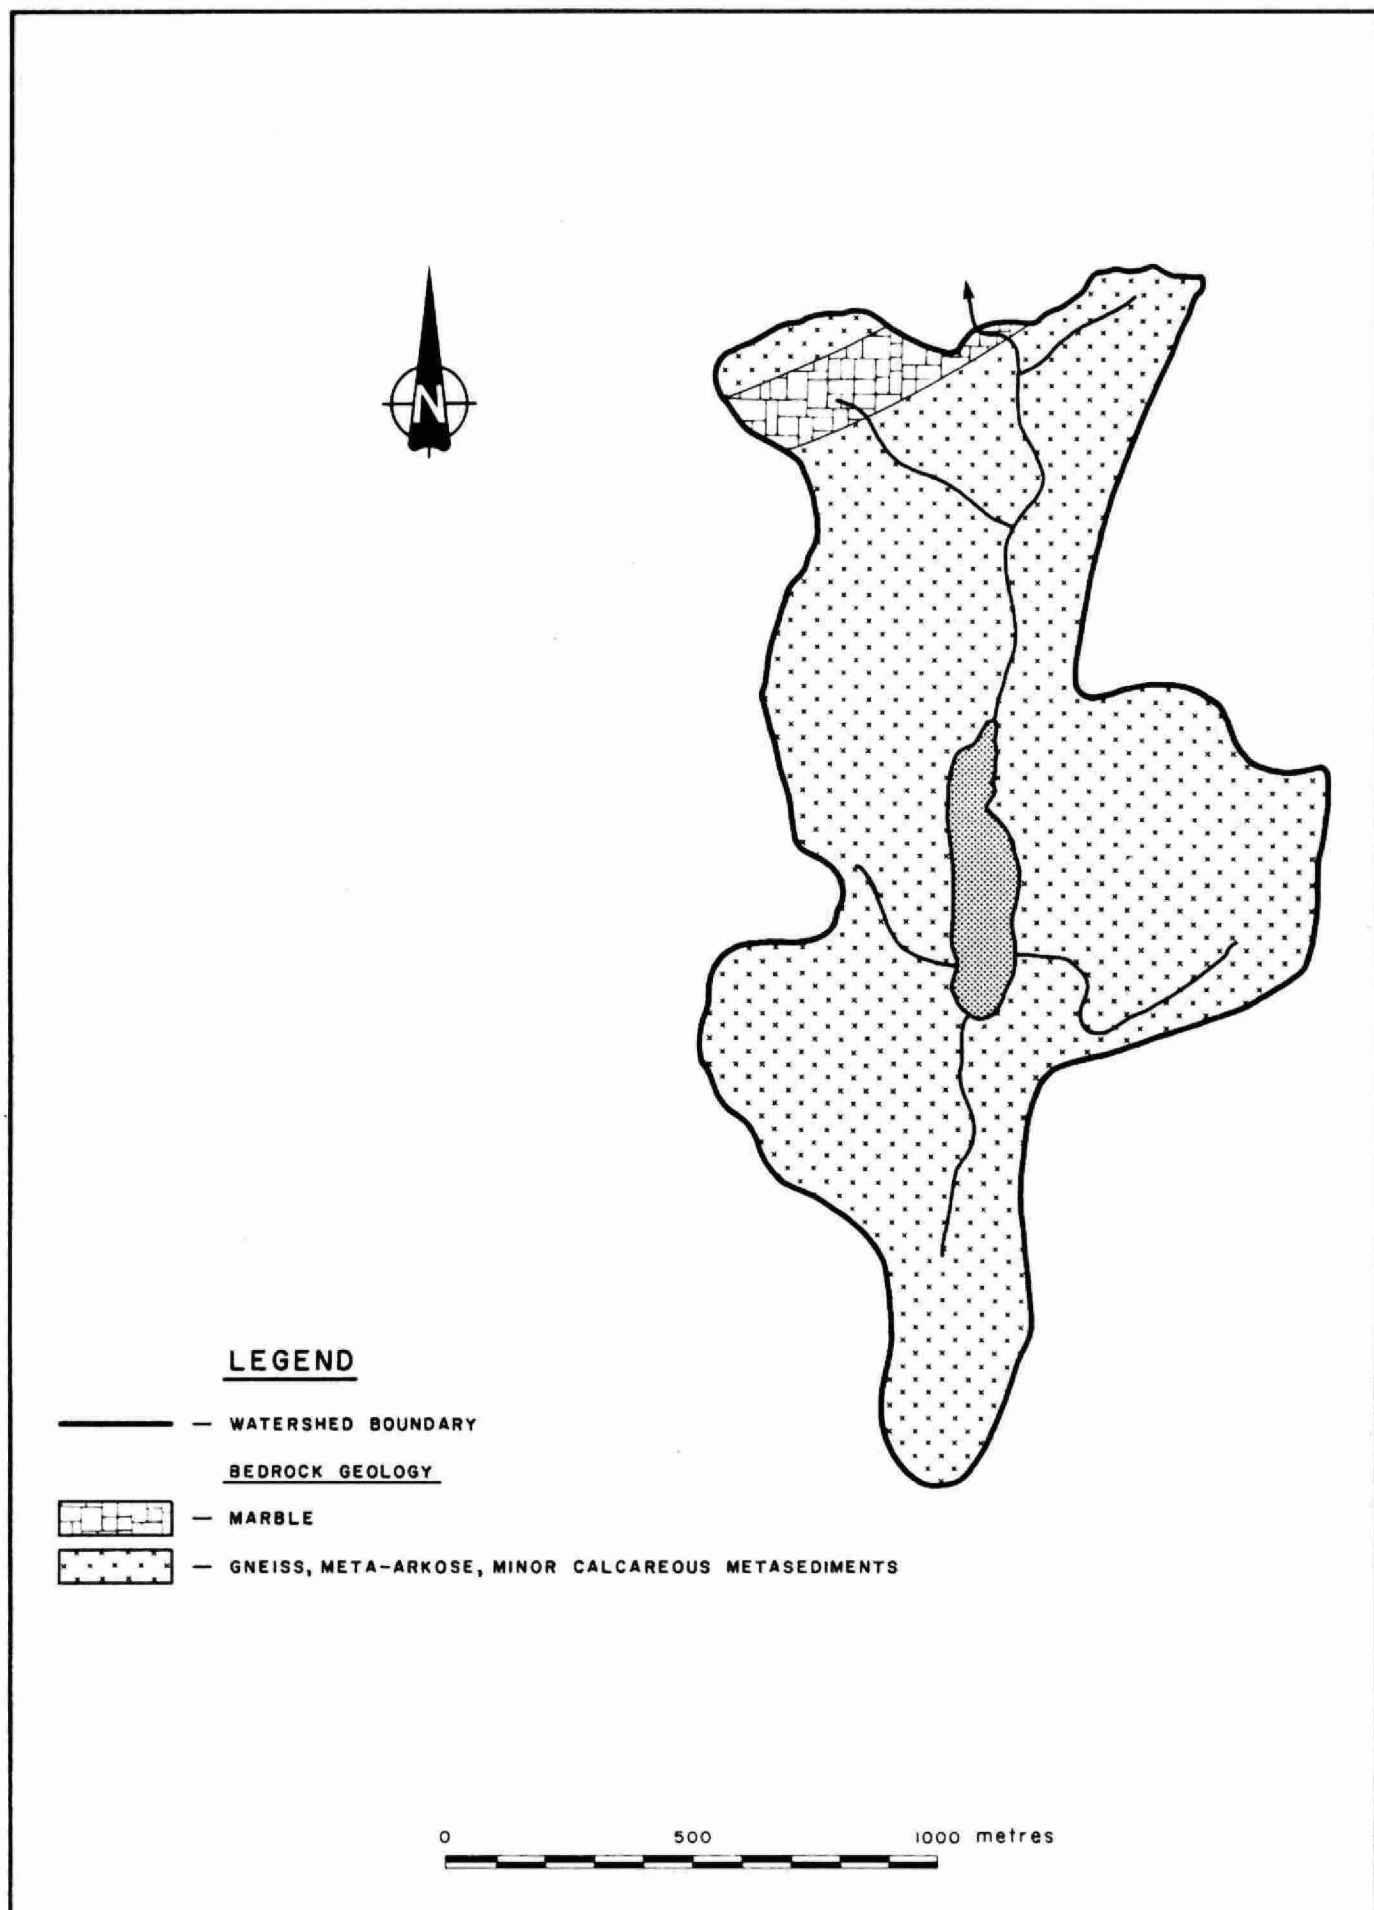 N
LEGEND
— WATERSHED BOUNDARY
BEDROCK GEOLOGY
— MARBLE
— GNEISS, META-ARKOSE, MINOR CALCAREOUS METASEDIMENTS
0 500 1000 metres